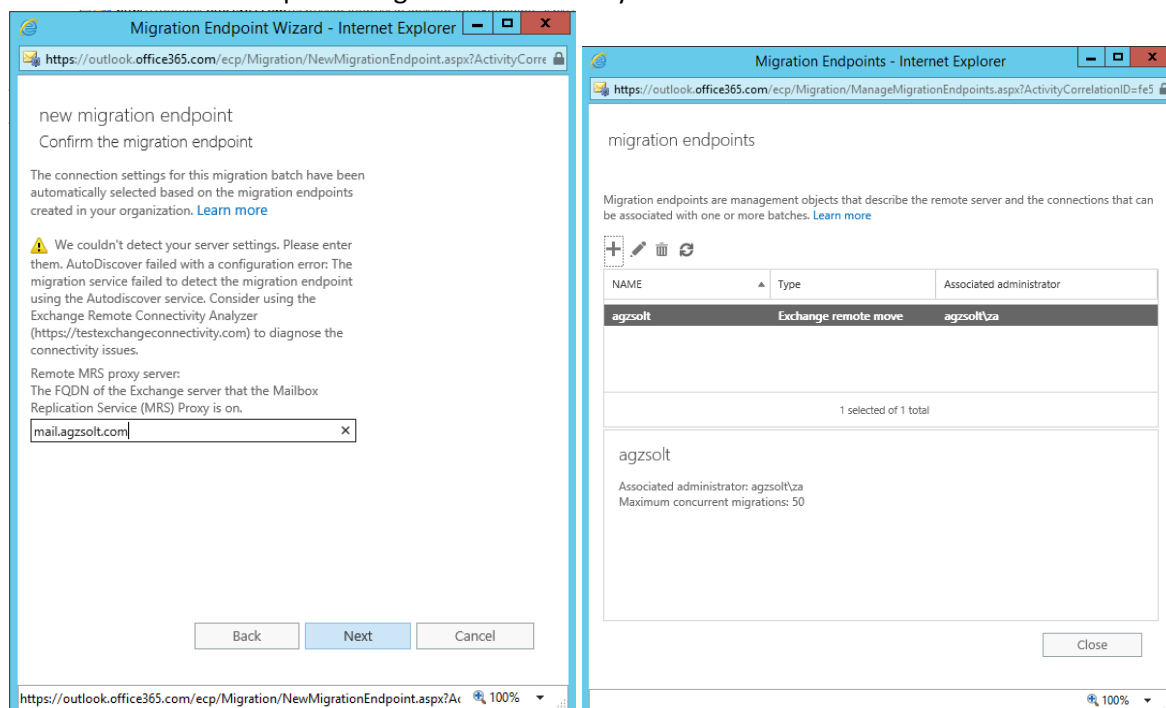 Migration Endpoint Wizard - Internet Explorer
https://outlook.office365.com/ecp/Migration/NewMigrationEndpoint.aspx?ActivityCorre
new migration endpoint
Confirm the migration endpoint
The connection settings for this migration batch have been
automatically selected based on the migration endpoints
created in your organization. Learn more
We couldn't detect your server settings. Please enter
them. AutoDiscover failed with a configuration error: The
migration service failed to detect the migration endpoint
using the Autodiscover service. Consider using the
Exchange Remote Connectivity Analyzer
(https://testexchangeconnectivity.com) to diagnose the
connectivity issues.
Remote MRS proxy server:
The FQDN of the Exchange server that the Mailbox
Replication Service (MRS) Proxy is on.
mail.agzsolt.com
Back Next Cancel
https://outlook.office365.com/ecp/Migration/NewMigrationEndpoint.aspx?Ac 100%
Migration Endpoints - Internet Explorer
https://outlook.office365.com/ecp/Migration/ManageMigrationEndpoints.aspx?ActivityCorrelationID=fe5
migration endpoints
Migration endpoints are management objects that describe the remote server and the connections that can
be associated with one or more batches. Learn more
NAME Type Associated administrator
agzsolt Exchange remote move agzsolt\za
1 selected of 1 total
agzsolt
Associated administrator: agzsolt\za
Maximum concurrent migrations: 50
Close
100%